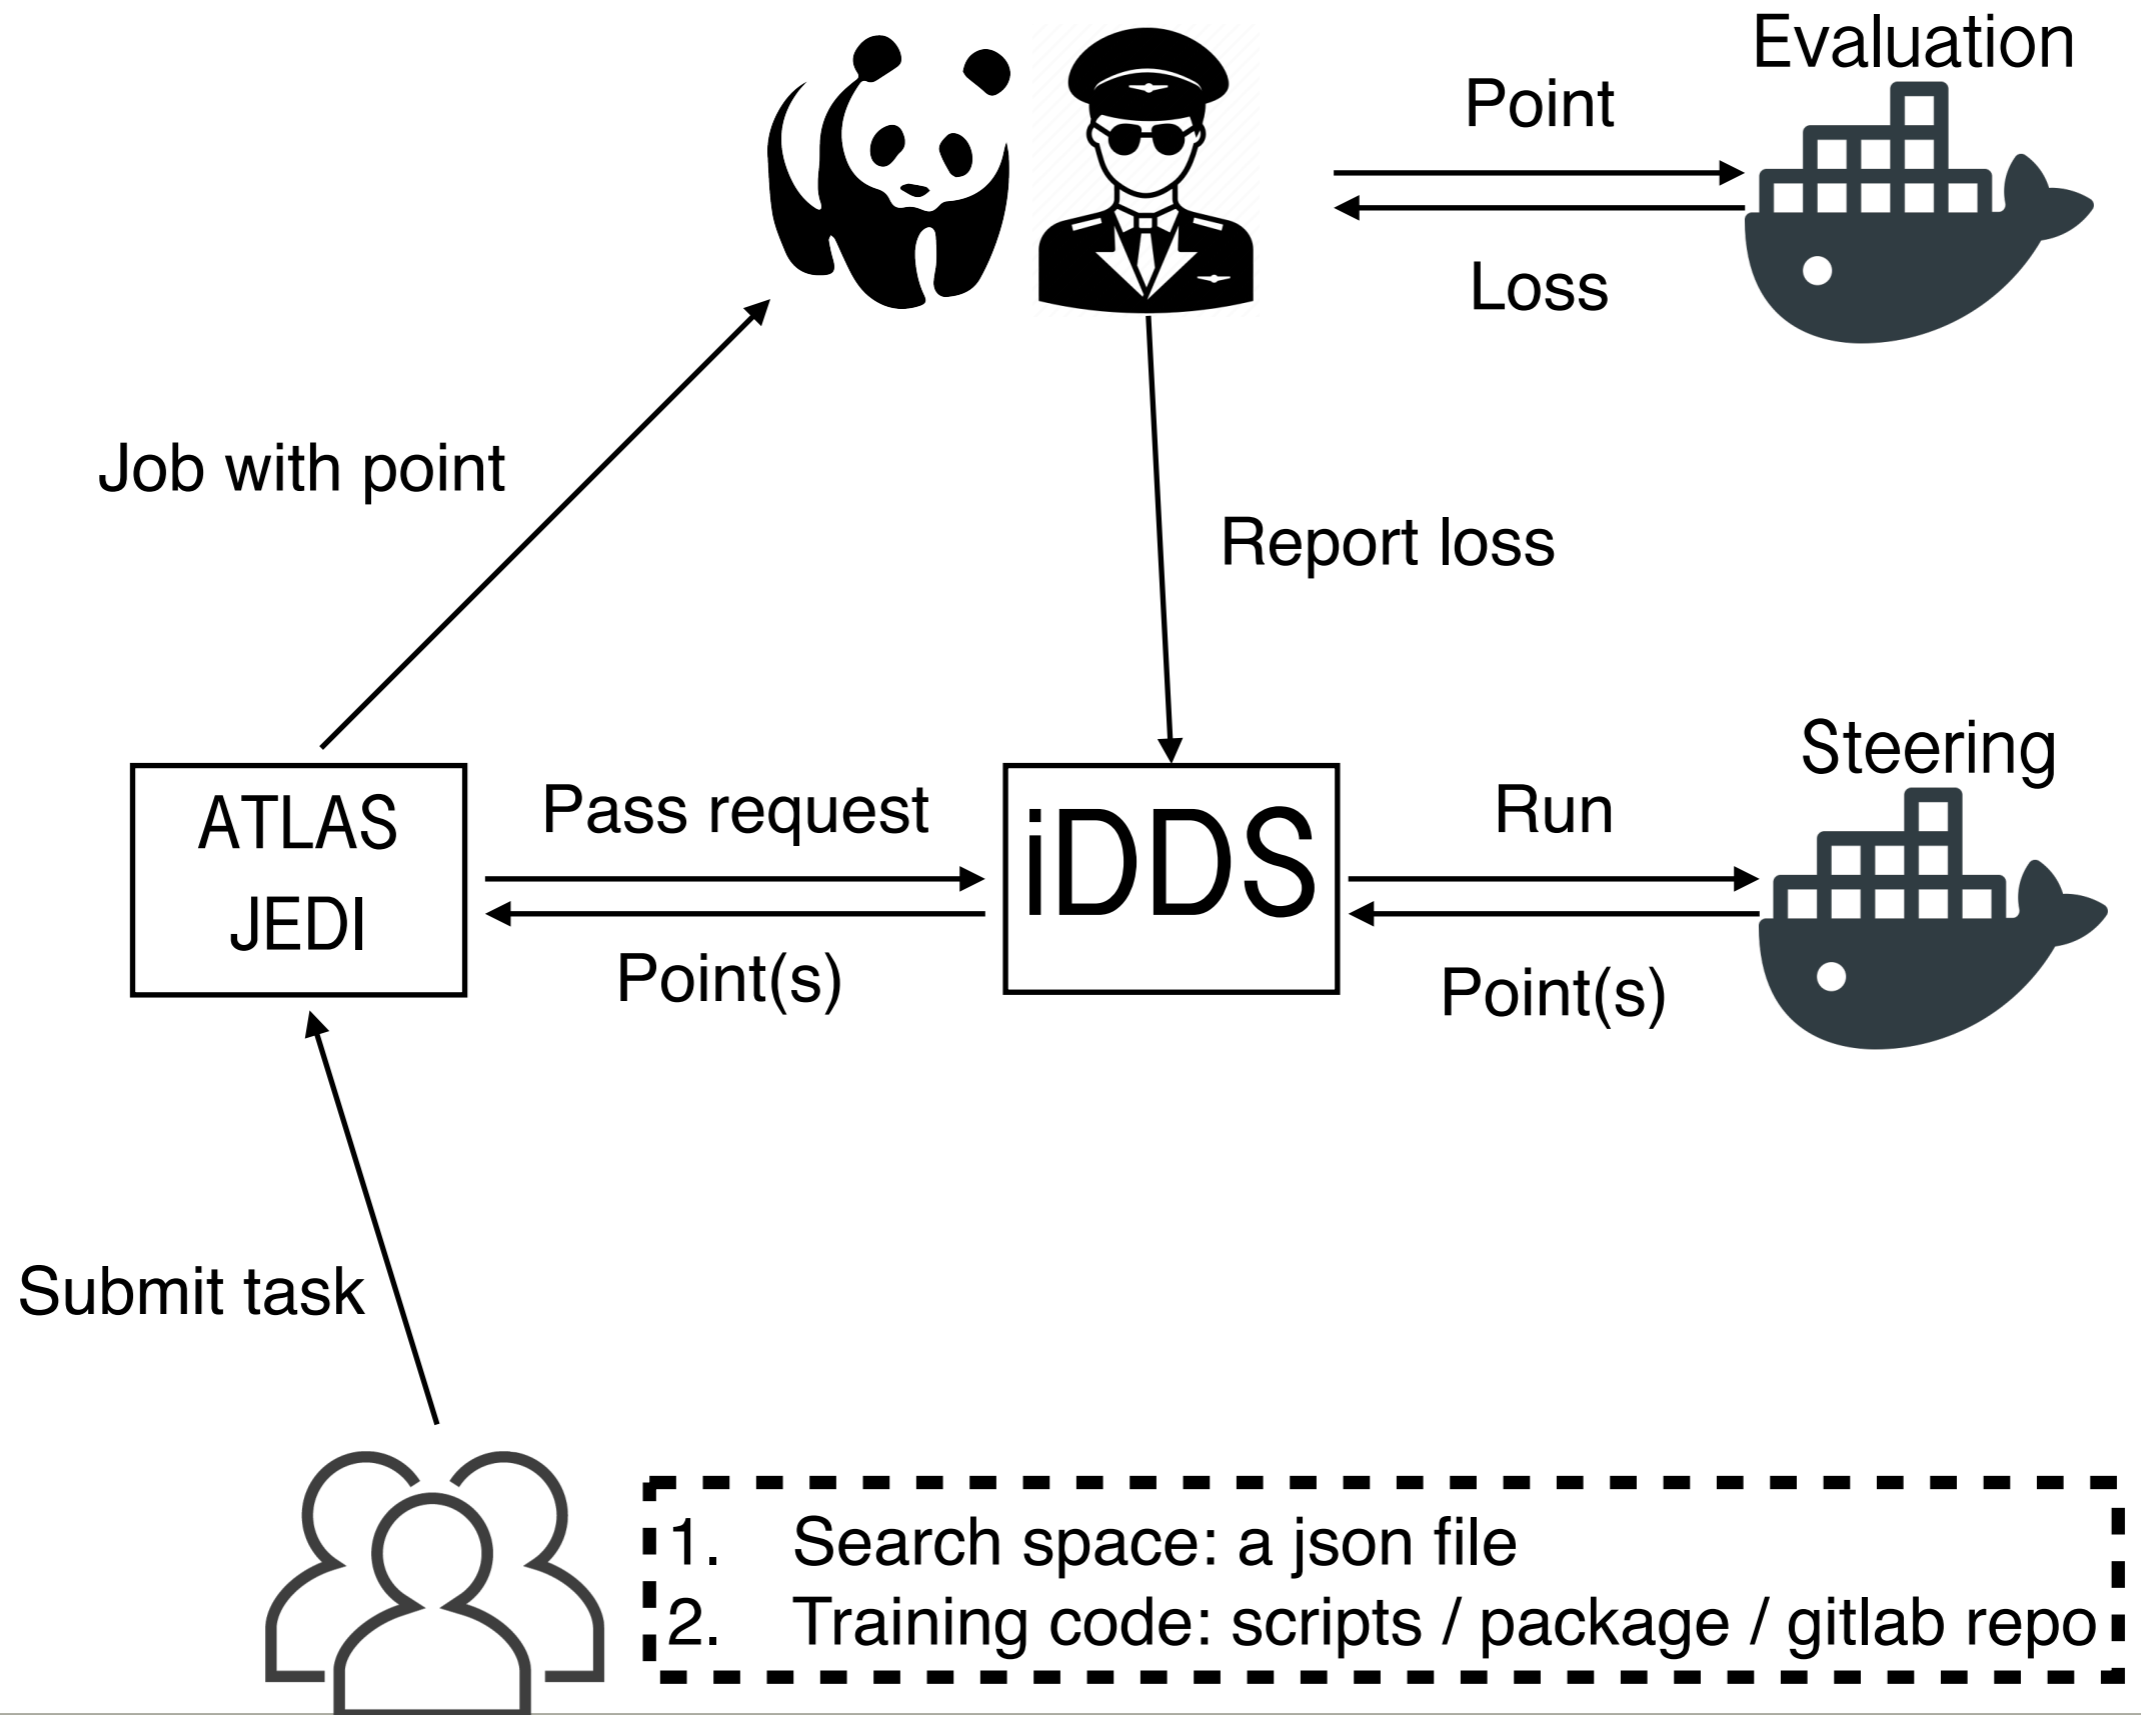 Evaluation
Point
Loss
Job with point
Report loss
Steering
ATLAS
JEDI
Pass request
Point(s)
iDDS
Run
Point(s)
Submit task
1. Search space: a json file
2. Training code: scripts / package / gitlab repo